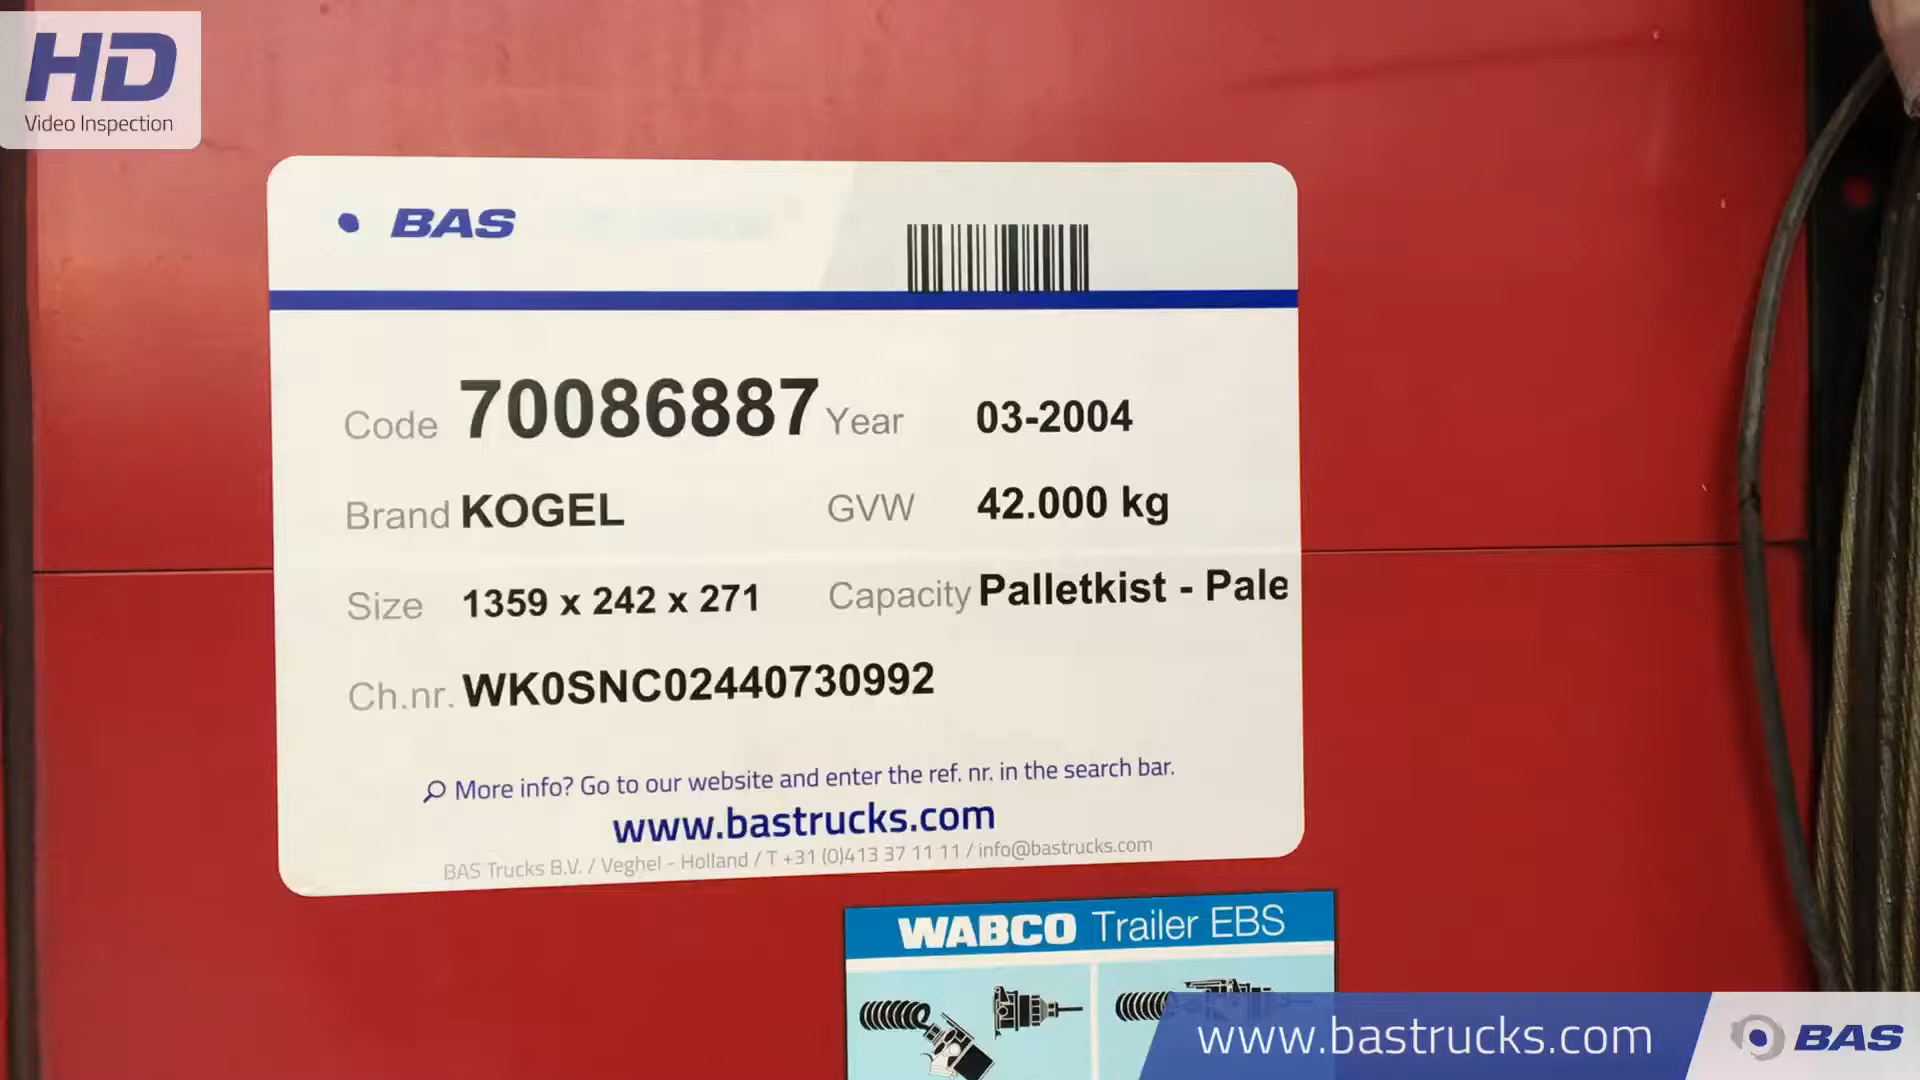 HD
Video Inspection
BAS
Code 70086887 Year 03-2004
Brand KOGEL GVW 42.000 kg
Size 1359 x 242 x 271 Capacity Palletkist - Pale
Ch.nr. WK0SNC02440730992
More info? Go to our website and enter the ref. nr. in the search bar.
www.bastrucks.com
BAS Trucks B.V. / Veghel - Holland / T +31 (0)413 37 11 11 / info@bastrucks.com
WABCO Trailer EBS
www.bastrucks.com BAS